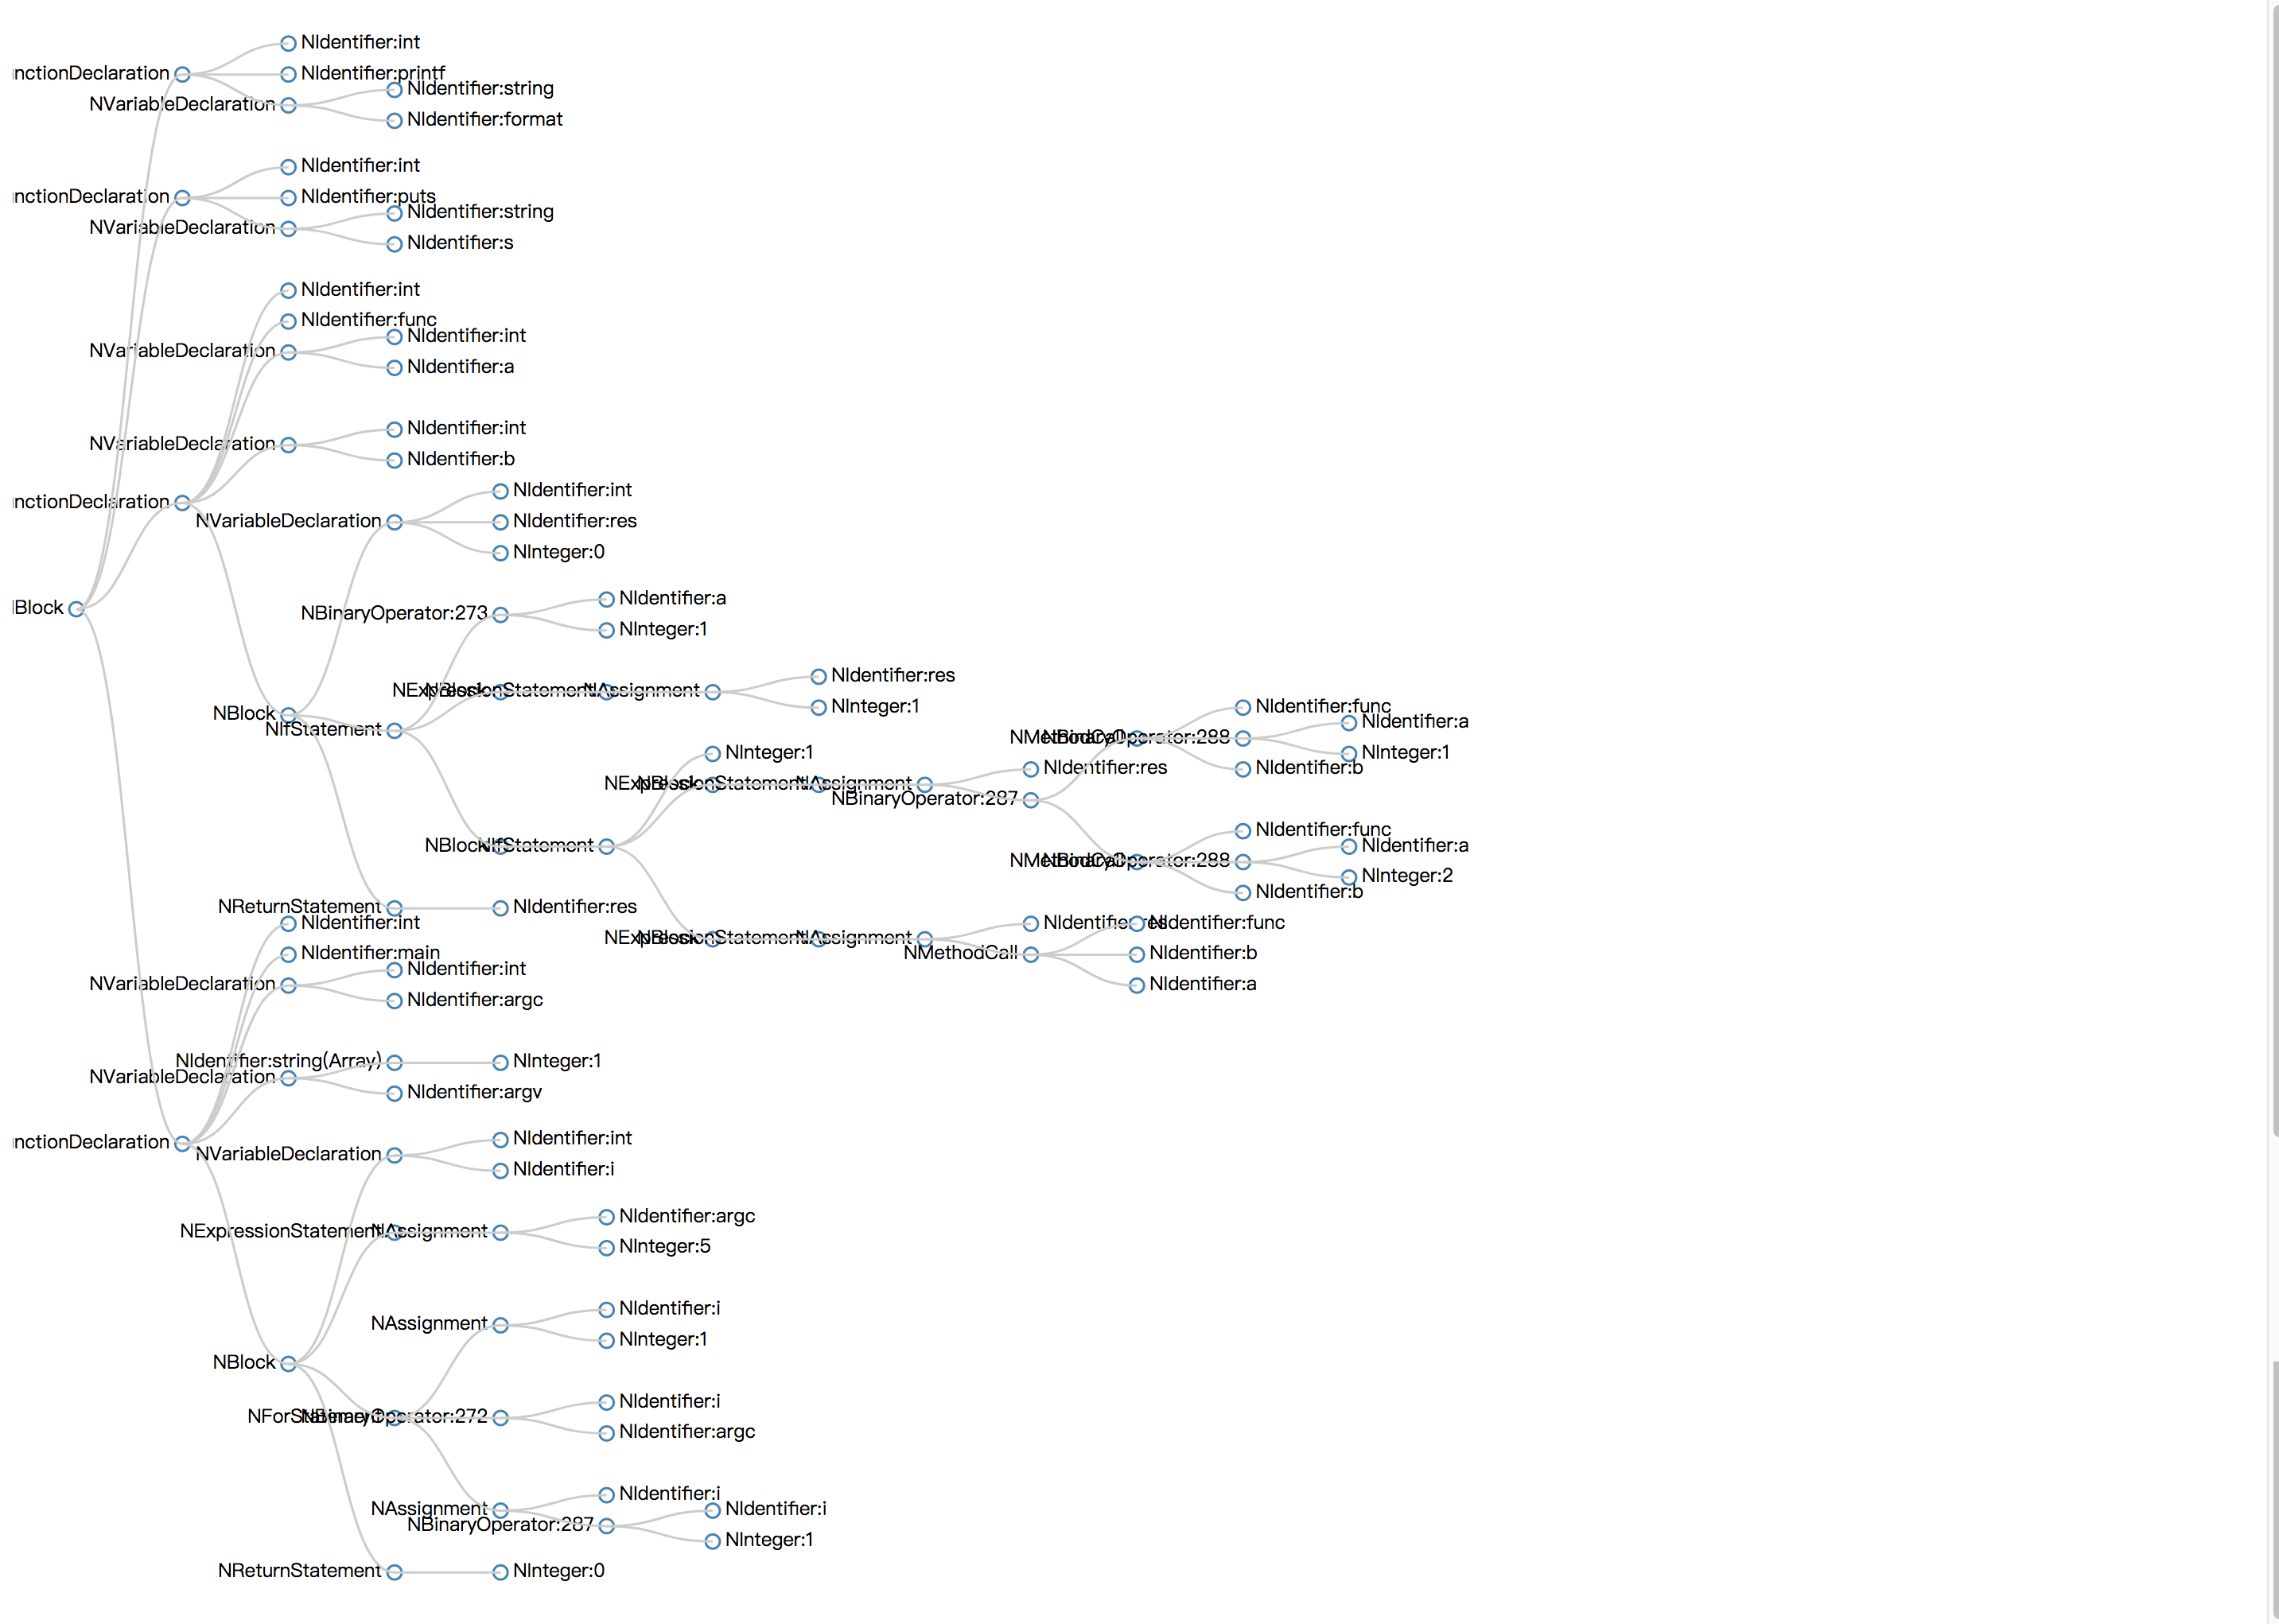 NIdentifier:int
nctionDeclaration
NIdentifier:printf
NIdentifier:string
NVariableDeclaration
NIdentifier:format
NIdentifier:int
nctionDeclaration
NIdentifier:puts
NIdentifier:string
NVariableDeclaration
NIdentifier:s
NIdentifier:int
NIdentifier:func
NIdentifier:int
NVariableDeclaration
NIdentifier:a
NIdentifier:int
NVariableDeclaration
NIdentifier:b
NIdentifier:int
nctionDeclaration
NVariableDeclaration
NIdentifier:res
NInteger:0
NIdentifier:a
Block
NBinaryOperator:273
NInteger:1
NIdentifier:res
NExpressionStatement
NBlock
NAssignment
NInteger:1
NIdentifier:func
NBlock
NIdentifier:a
NIfStatement
NMethodCall
NBinaryOperator:288
NInteger:1
NInteger:1
NIdentifier:res
NIdentifier:b
NExpressionStatement
NBlock
NAssignment
NBinaryOperator:287
NIdentifier:func
NBlock
NIfStatement
NIdentifier:a
NMethodCall
NBinaryOperator:288
NInteger:2
NIdentifier:b
NReturnStatement
NIdentifier:res
NIdentifier:int
NIdentifier:res
NIdentifier:func
NExpressionStatement
NBlock
NAssignment
NIdentifier:main
NMethodCall
NIdentifier:b
NIdentifier:int
NVariableDeclaration
NIdentifier:a
NIdentifier:argc
NIdentifier:string(Array)
NInteger:1
NVariableDeclaration
NIdentifier:argv
NIdentifier:int
nctionDeclaration
NVariableDeclaration
NIdentifier:i
NIdentifier:argc
NExpressionStatement
NAssignment
NInteger:5
NIdentifier:i
NAssignment
NInteger:1
NBlock
NIdentifier:i
NForStatement
NBinaryOperator:272
NIdentifier:argc
NIdentifier:i
NAssignment
NIdentifier:i
NBinaryOperator:287
NInteger:1
NReturnStatement
NInteger:0